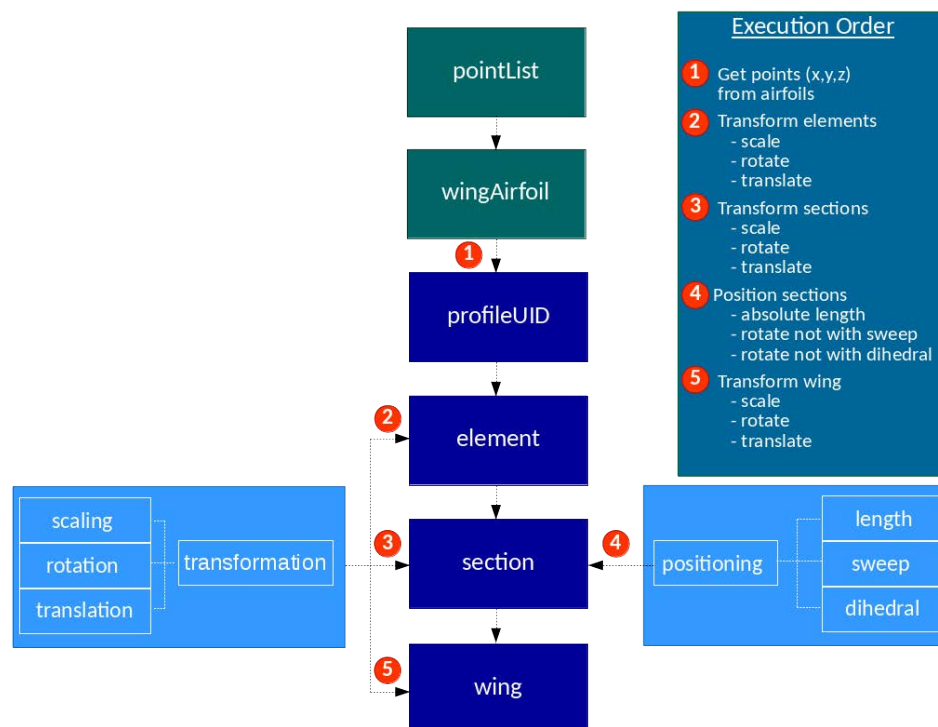 pointList
wingAirfoil
1
profileUID
2
element
3
section
4
5
wing
scaling
rotation
translation
transformation
positioning
length
sweep
dihedral
Execution Order
1 Get points (x,y,z)
from airfoils
2 Transform elements
- scale
- rotate
- translate
3 Transform sections
- scale
- rotate
- translate
4 Position sections
- absolute length
- rotate not with sweep
- rotate not with dihedral
5 Transform wing
- scale
- rotate
- translate